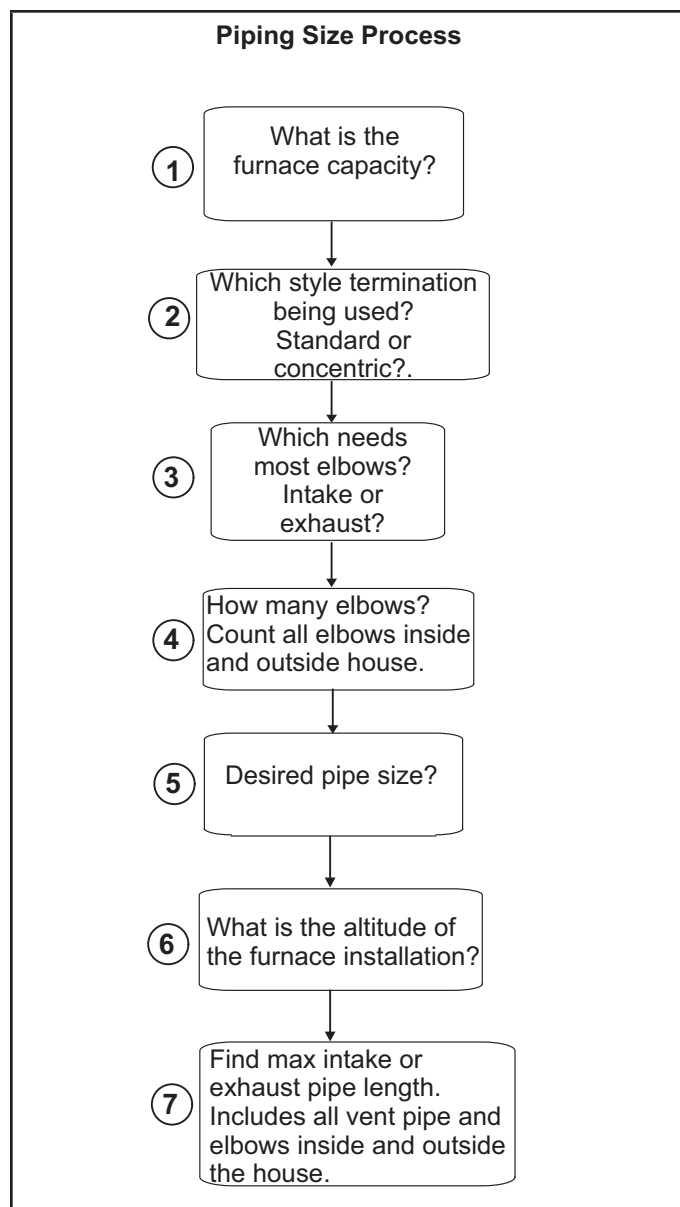 Piping Size Process
1
What is the
furnace capacity?
2
Which style termination
being used?
Standard or
concentric?.
3
Which needs
most elbows?
Intake or
exhaust?
4
How many elbows?
Count all elbows inside
and outside house.
5
Desired pipe size?
6
What is the altitude of
the furnace installation?
7
Find max intake or
exhaust pipe length.
Includes all vent pipe and
elbows inside and outside
the house.